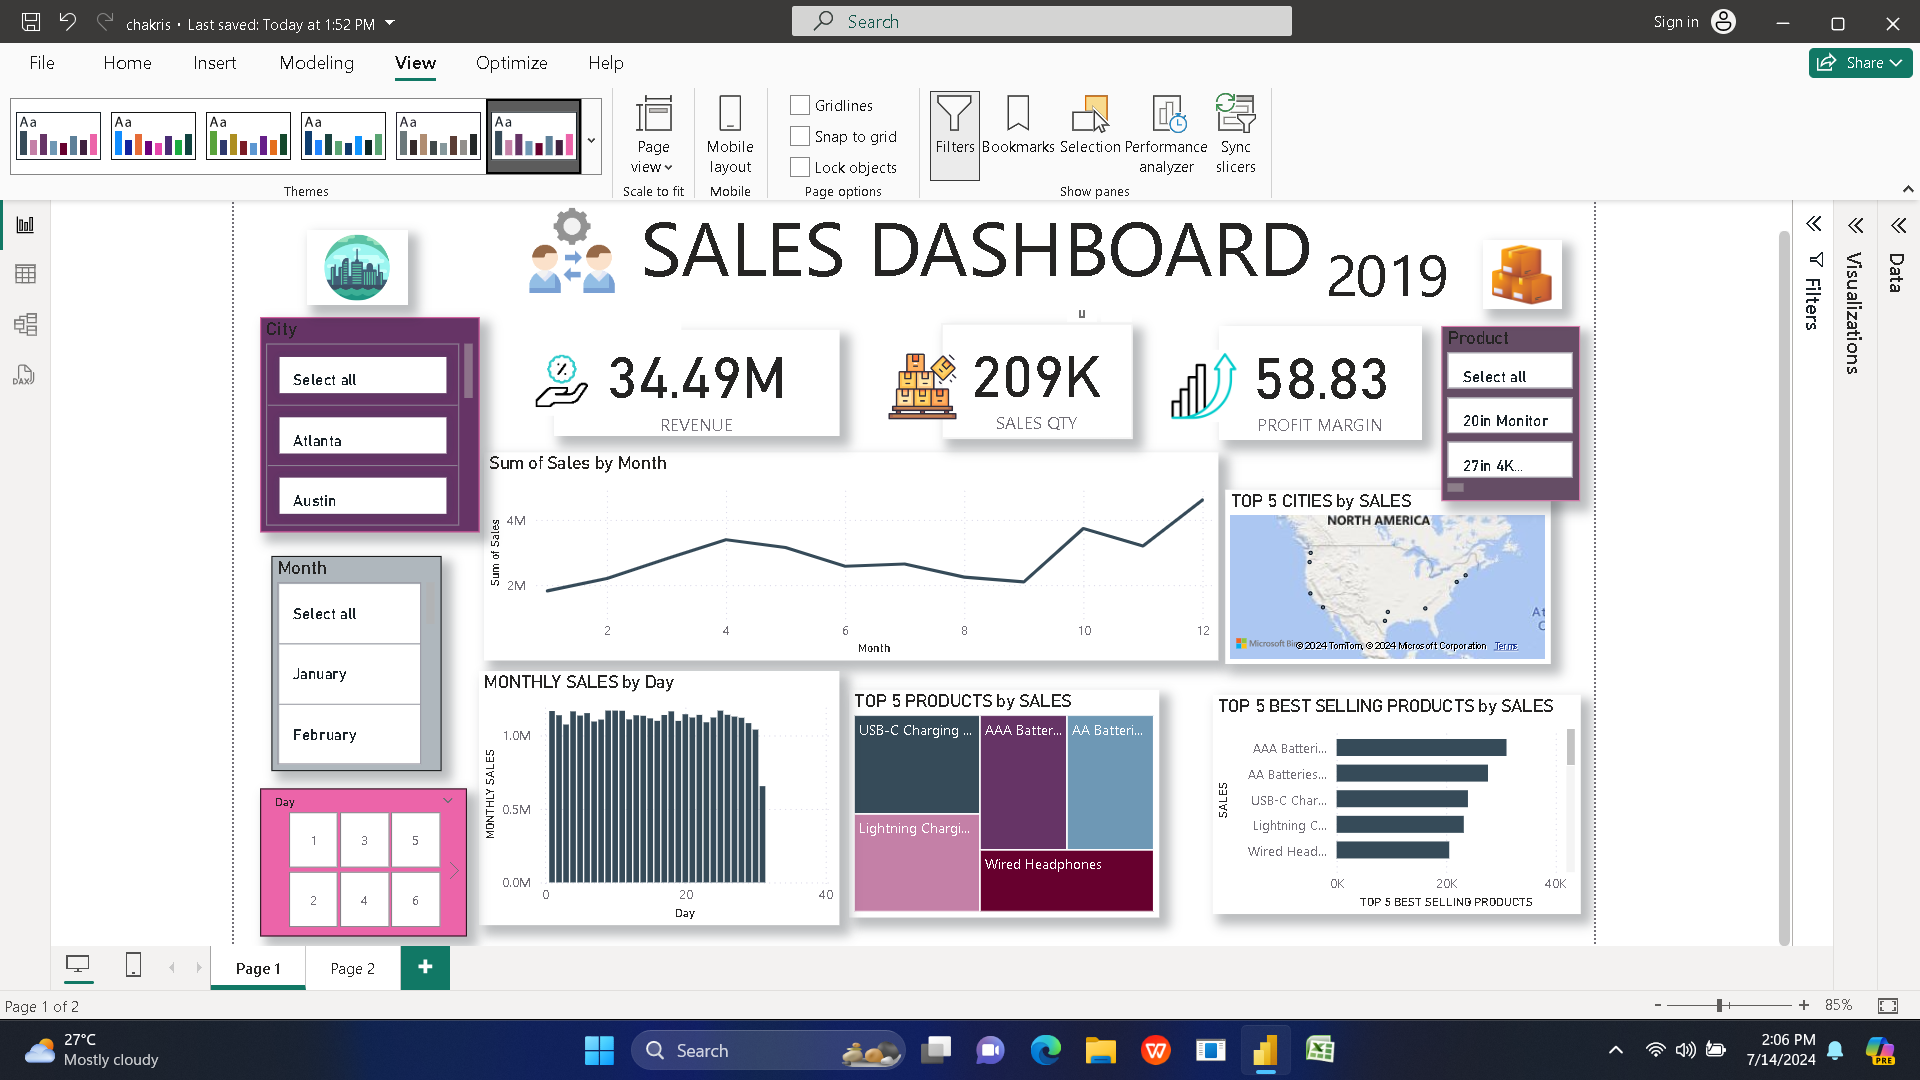 chakris • Last saved: Today at 1:52 PM
Search
Sign in
File Home Insert Modeling View Optimize Help
Share
Aa Aa Aa Aa Aa Aa
Page view
Mobile layout
Gridlines
Snap to grid
Lock objects
Filters
Bookmarks
Selection
Performance analyzer
Sync slicers
Themes
Scale to fit
Mobile
Page options
Show panes
SALES DASHBOARD
2019
City
Select all
Atlanta
Austin
34.49M
REVENUE
209K
SALES QTY
58.83
PROFIT MARGIN
Product
Select all
20in Monitor
27in 4K...
Filters
Visualizations
Data
Sum of Sales by Month
Sum of Sales
4M
2M
2 4 6 8 10 12
Month
TOP 5 CITIES by SALES
NORTH AMERICA
Microsoft Bi
© 2024 TomTom, © 2024 Microsoft Corporation Terms
Month
Select all
January
February
Day
1 3 5
2 4 6
MONTHLY SALES by Day
MONTHLY SALES
1.0M
0.5M
0.0M
0 20 40
Day
TOP 5 PRODUCTS by SALES
USB-C Charging ...
AAA Batter...
AA Batteri...
Lightning Chargi...
Wired Headphones
TOP 5 BEST SELLING PRODUCTS by SALES
SALES
AAA Batteri...
AA Batteries...
USB-C Char...
Lightning C...
Wired Head...
0K 20K 40K
TOP 5 BEST SELLING PRODUCTS
Page 1
Page 2
Page 1 of 2
85%
27°C
Mostly cloudy
Search
2:06 PM
7/14/2024
PRE